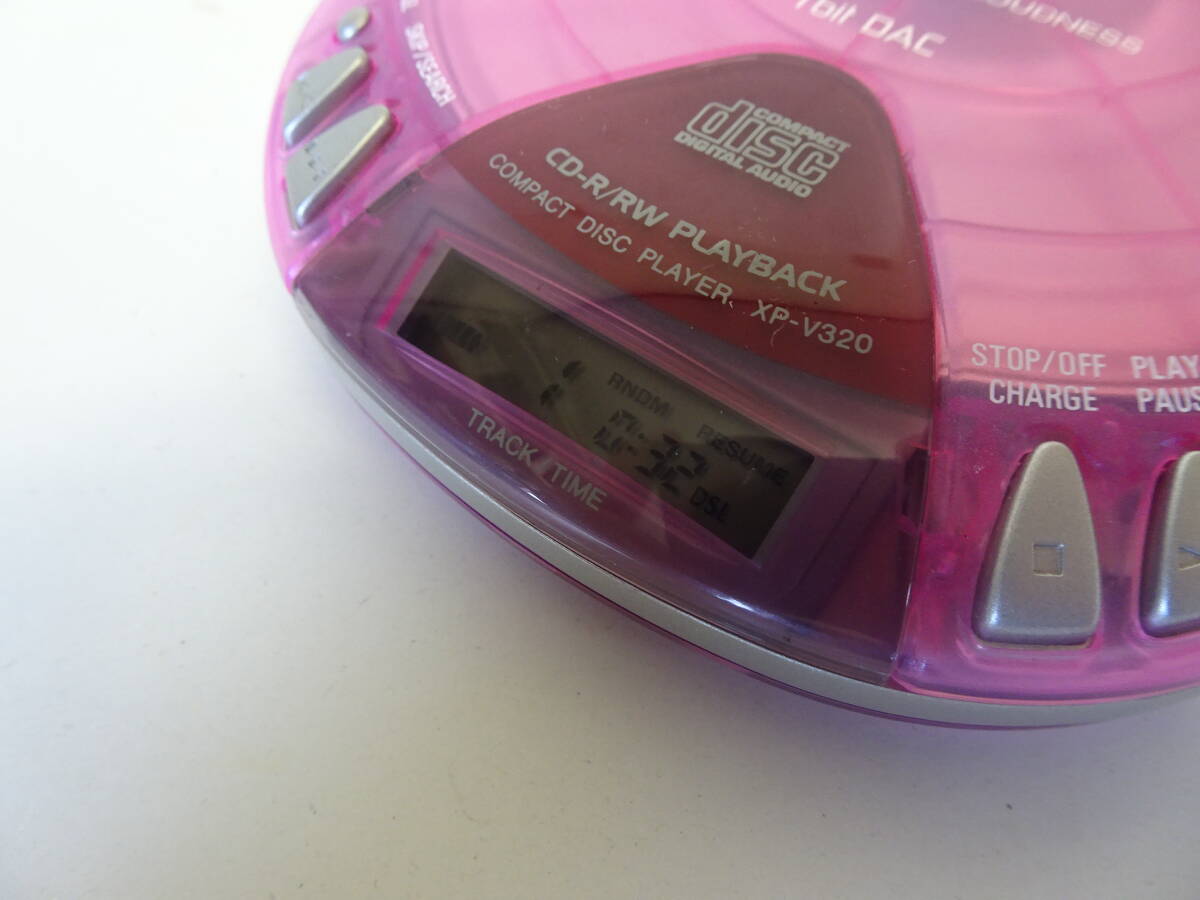 LOUDNESS
1bit DAC
SKIP/SEARCH
COMPACT
disc
DIGITAL AUDIO
CD-R/RW PLAYBACK
COMPACT DISC PLAYER XP-V320
RNDM RESUME
32
DSL
TRACK/TIME
STOP/OFF
CHARGE
PLAY
PAUS